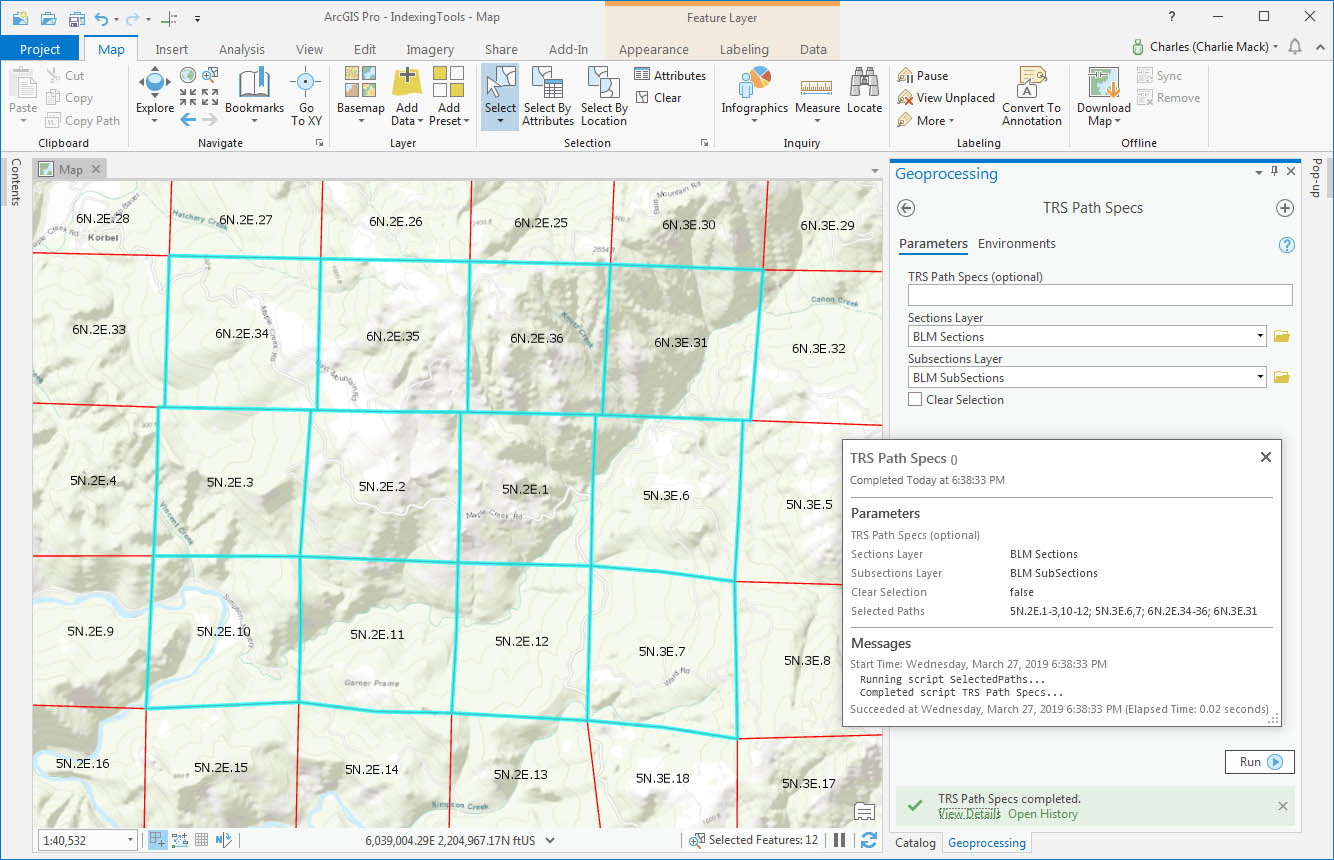 ArcGIS Pro - IndexingTools - Map
Feature Layer
?
Project Map Insert Analysis View Edit Imagery Share Add-In Appearance Labeling Data
Charles (Charlie Mack)
Paste
Cut
Copy
Copy Path
Clipboard
Explore
Bookmarks
Go To XY
Navigate
Basemap
Add Data
Add Preset
Layer
Select
Select By Attributes
Select By Location
Attributes
Clear
Selection
Infographics
Measure
Locate
Inquiry
Pause
View Unplaced
More
Convert To Annotation
Labeling
Download Map
Sync
Remove
Offline
Contents
Map
Pop-up
6N.2E.28
6N.2E.27
6N.2E.26
6N.2E.25
6N.3E.30
6N.3E.29
Hatchery Creek
Mountain Rd
Korbel
2654 ft
6N.2E.33
6N.2E.34
6N.2E.35
6N.2E.36
6N.3E.31
6N.3E.32
Maple Creek Rd
Canon Creek
5N.2E.4
5N.2E.3
5N.2E.2
5N.2E.1
5N.3E.6
5N.3E.5
Maple Creek Rd
Vincent Creek
5N.2E.9
5N.2E.10
5N.2E.11
5N.2E.12
5N.3E.7
5N.3E.8
Garner Prairie
Wars Rd
5N.2E.16
5N.2E.15
5N.2E.14
5N.2E.13
5N.3E.18
5N.3E.17
Simpson Creek
1:40,532
6,039,004.29E 2,204,967.17N ftUS
Selected Features: 12
Geoprocessing
TRS Path Specs
Parameters Environments
TRS Path Specs (optional)
Sections Layer
BLM Sections
Subsections Layer
BLM SubSections
Clear Selection
TRS Path Specs ()
Completed Today at 6:38:33 PM
Parameters
TRS Path Specs (optional)
Sections Layer BLM Sections
Subsections Layer BLM SubSections
Clear Selection false
Selected Paths 5N.2E.1-3,10-12; 5N.3E.6,7; 6N.2E.34-36; 6N.3E.31
Messages
Start Time: Wednesday, March 27, 2019 6:38:33 PM
Running script SelectedPaths...
Completed script TRS Path Specs...
Succeeded at Wednesday, March 27, 2019 6:38:33 PM (Elapsed Time: 0.02 seconds)
Run
TRS Path Specs completed.
View Details Open History
Catalog Geoprocessing